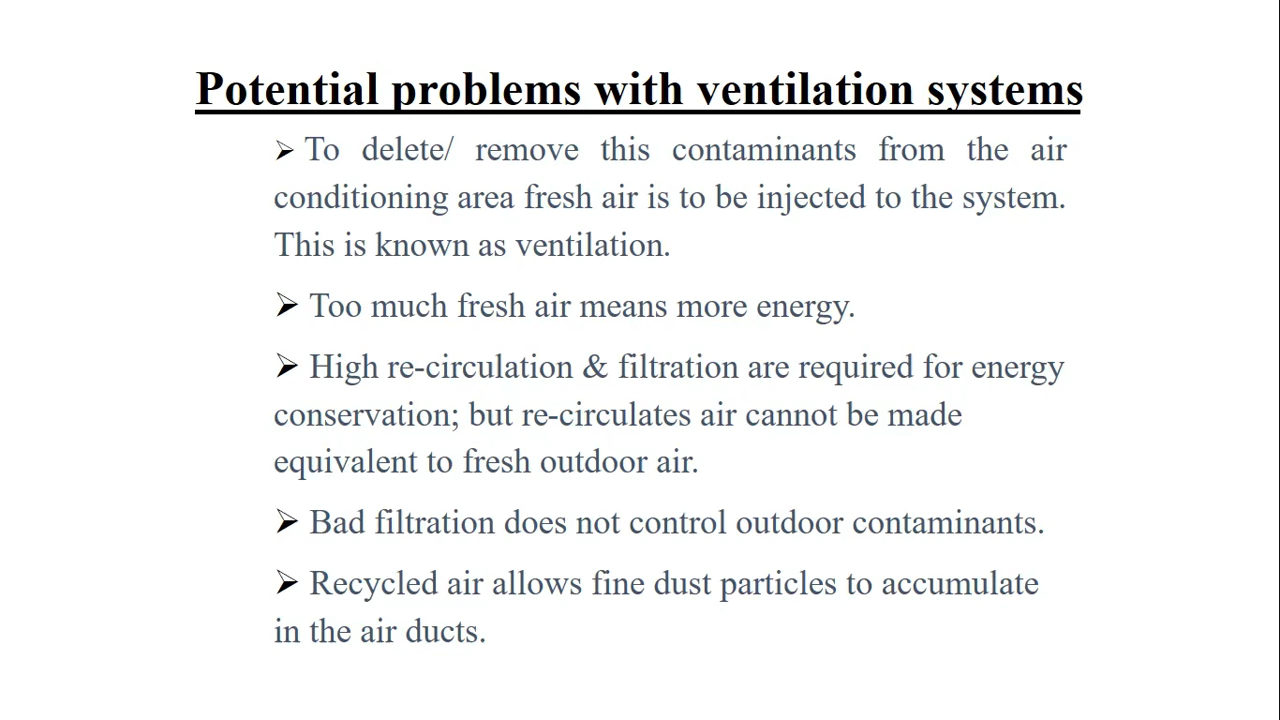 Potential problems with ventilation systems
➢ To delete/ remove this contaminants from the air
conditioning area fresh air is to be injected to the system.
This is known as ventilation.
➢ Too much fresh air means more energy.
➢ High re-circulation & filtration are required for energy
conservation; but re-circulates air cannot be made
equivalent to fresh outdoor air.
➢ Bad filtration does not control outdoor contaminants.
➢ Recycled air allows fine dust particles to accumulate
in the air ducts.